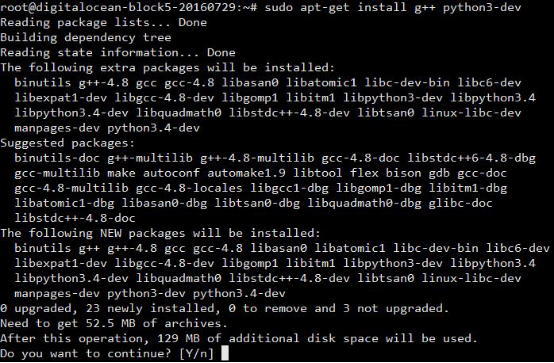 root@digitalocean-block5-20160729:~# sudo apt-get install g++ python3-dev
Reading package lists... Done
Building dependency tree
Reading state information... Done
The following extra packages will be installed:
binutils g++-4.8 gcc gcc-4.8 libasan0 libatomic1 libc-dev-bin libc6-dev
libexpat1-dev libgcc-4.8-dev libgomp1 libitm1 libpython3-dev libpython3.4
libpython3.4-dev libquadmath0 libstdc++-4.8-dev libtsan0 linux-libc-dev
manpages-dev python3.4-dev
Suggested packages:
binutils-doc g++-multilib g++-4.8-multilib gcc-4.8-doc libstdc++6-4.8-dbg
gcc-multilib make autoconf automake1.9 libtool flex bison gdb gcc-doc
gcc-4.8-multilib gcc-4.8-locales libgcc1-dbg libgomp1-dbg libitm1-dbg
libatomic1-dbg libasan0-dbg libtsan0-dbg libquadmath0-dbg glibc-doc
libstdc++-4.8-doc
The following NEW packages will be installed:
binutils g++ g++-4.8 gcc gcc-4.8 libasan0 libatomic1 libc-dev-bin libc6-dev
libexpat1-dev libgcc-4.8-dev libgomp1 libitm1 libpython3-dev libpython3.4
libpython3.4-dev libquadmath0 libstdc++-4.8-dev libtsan0 linux-libc-dev
manpages-dev python3-dev python3.4-dev
0 upgraded, 23 newly installed, 0 to remove and 3 not upgraded.
Need to get 52.5 MB of archives.
After this operation, 129 MB of additional disk space will be used.
Do you want to continue? [Y/n]